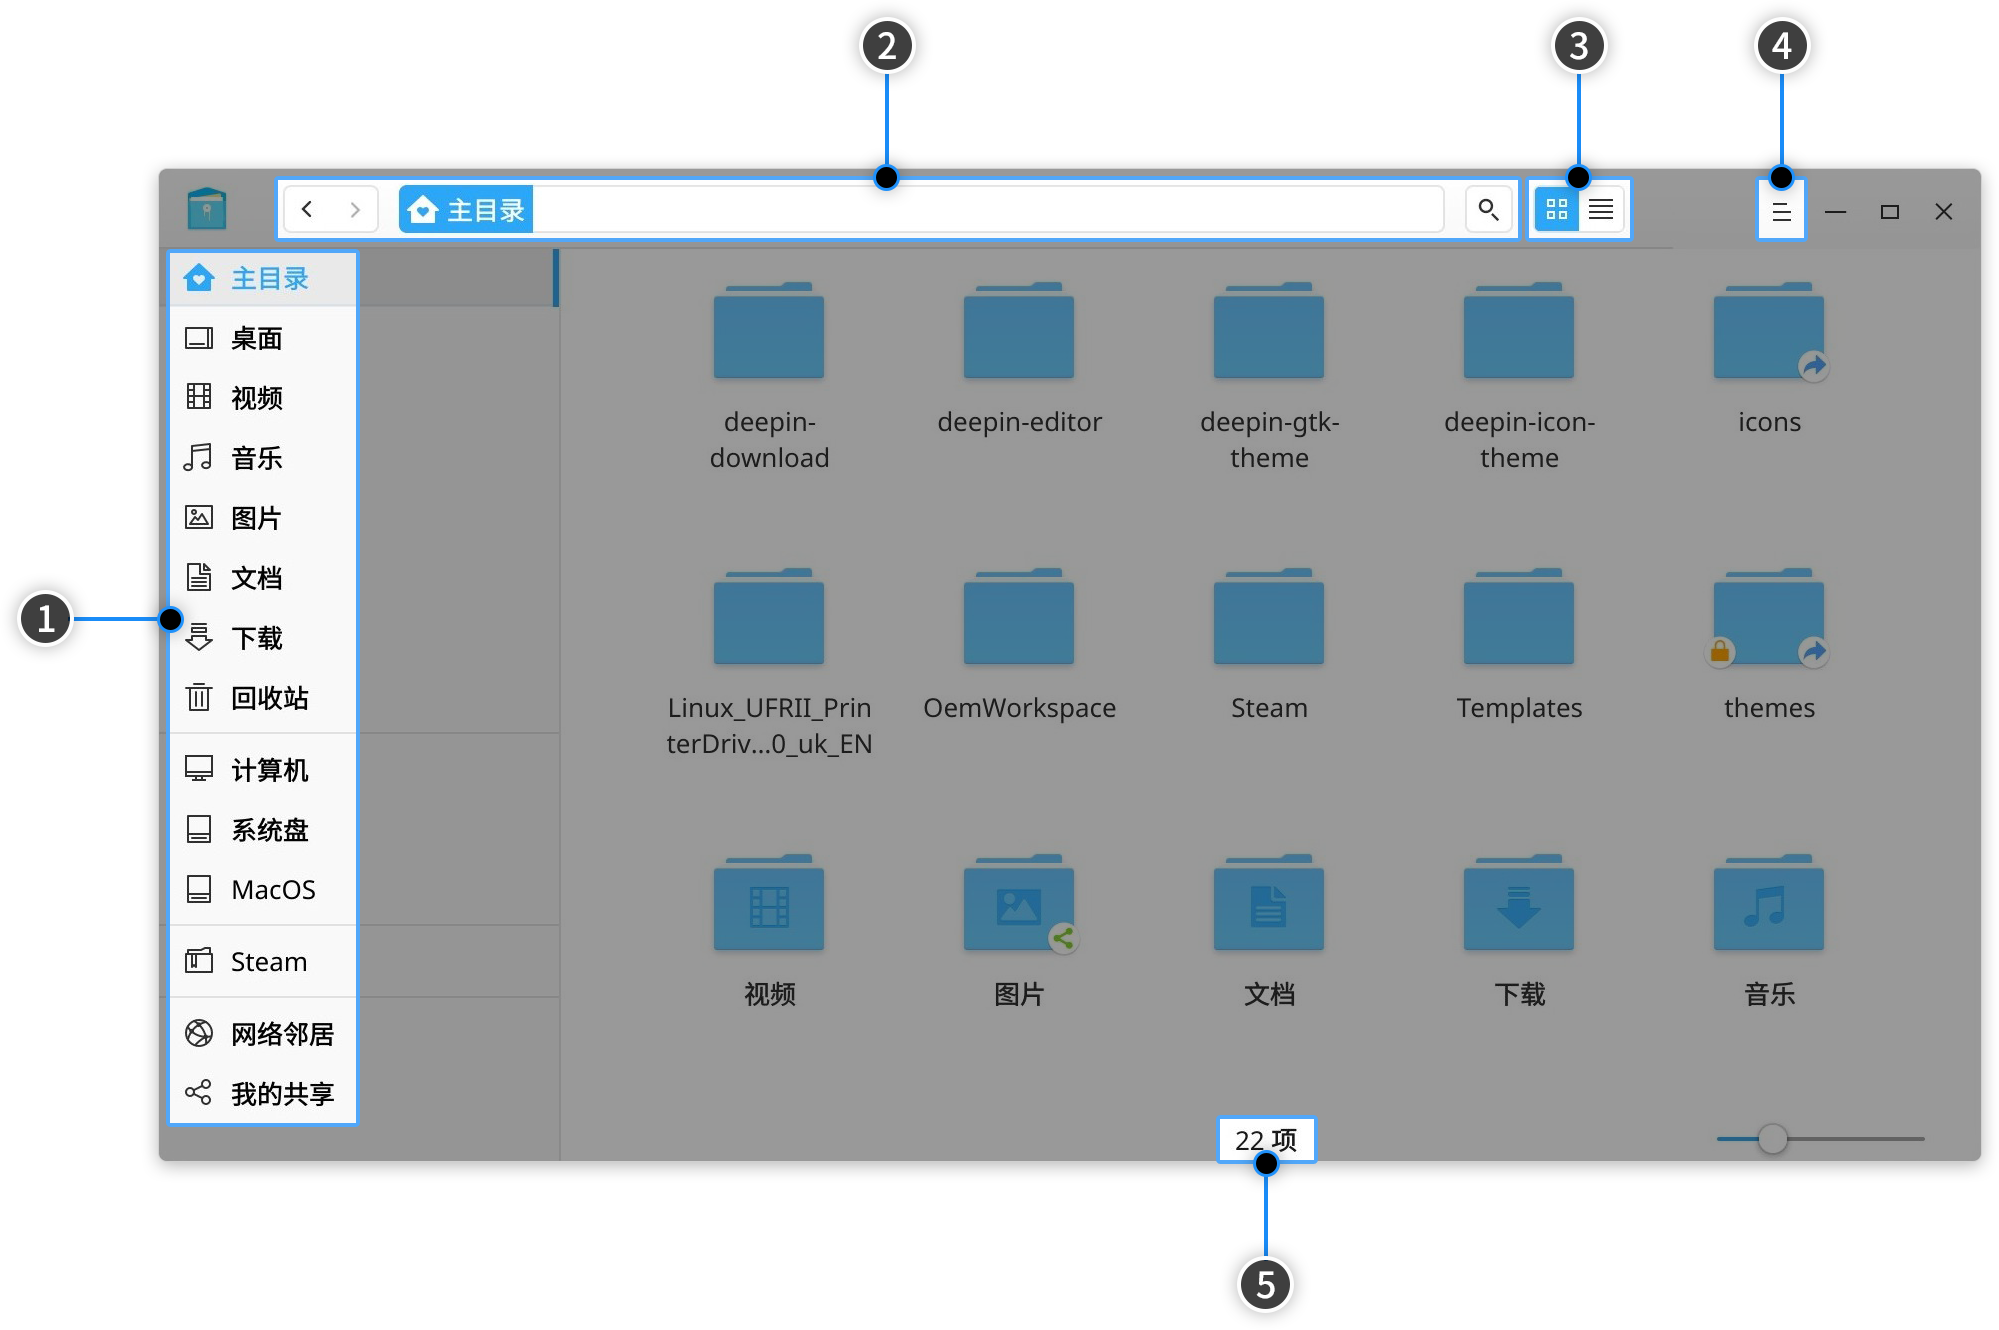 2
3
4
主目录
主目录
桌面
视频
音乐
图片
文档
下载
回收站
计算机
系统盘
MacOS
Steam
网络邻居
我的共享
1
deepin-
download
deepin-editor
deepin-gtk-
theme
deepin-icon-
theme
icons
Linux_UFRII_Prin
terDriv...0_uk_EN
OemWorkspace
Steam
Templates
themes
视频
图片
文档
下载
音乐
22 项
5